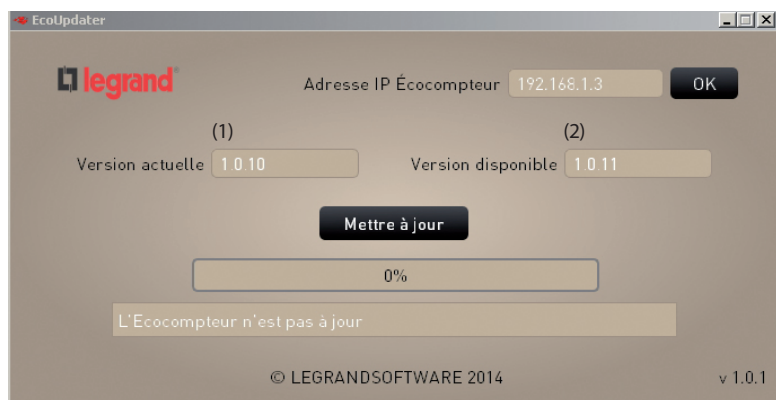 EcoUpdater
legrand®
Adresse IP Écocompteur 192.168.1.3 OK
(1) (2)
Version actuelle 1.0.10 Version disponible 1.0.11
Mettre à jour
0%
L'Ecocompteur n'est pas à jour
© LEGRANDSOFTWARE 2014 v 1.0.1